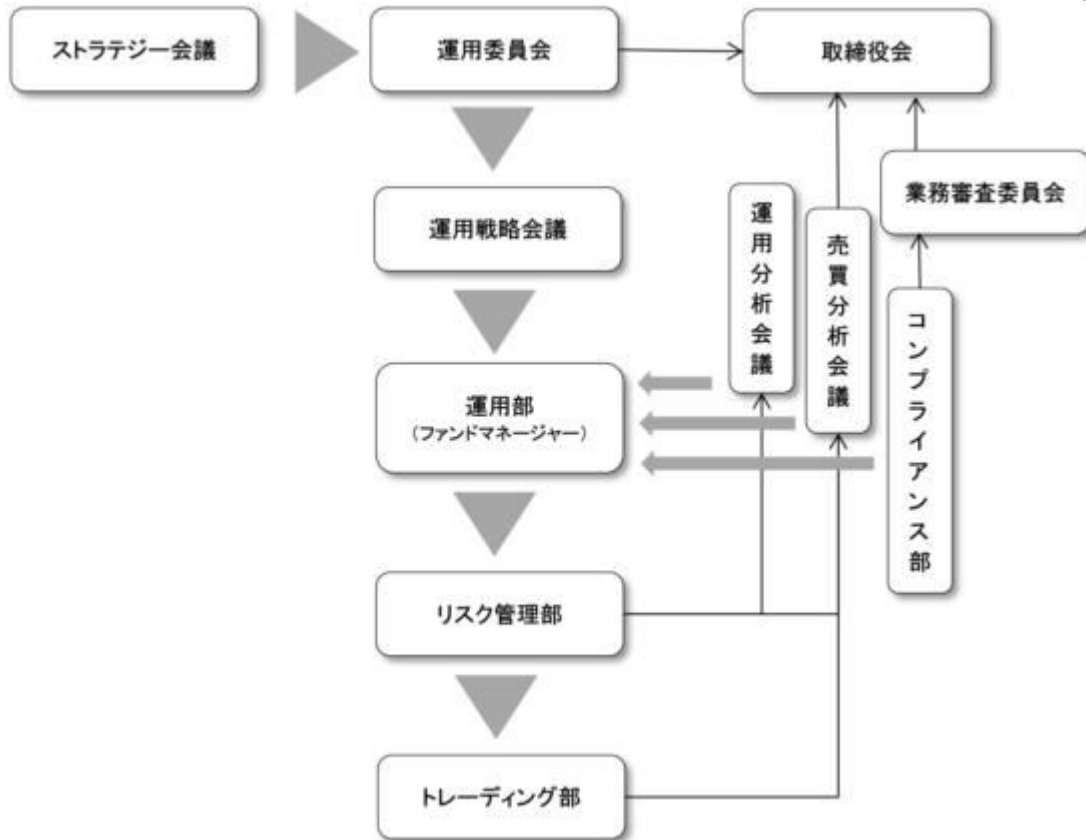 ストラテジー会議
運用委員会
取締役会
業務審査委員会
運用戦略会議
運用分析会議
売買分析会議
コンプライアンス部
運用部
(ファンドマネージャー)
リスク管理部
トレーディング部